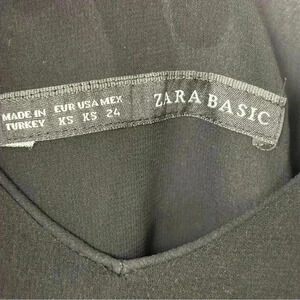 MADE IN TURKEY
EUR USA MEX
XS XS 24
ZARA BASIC